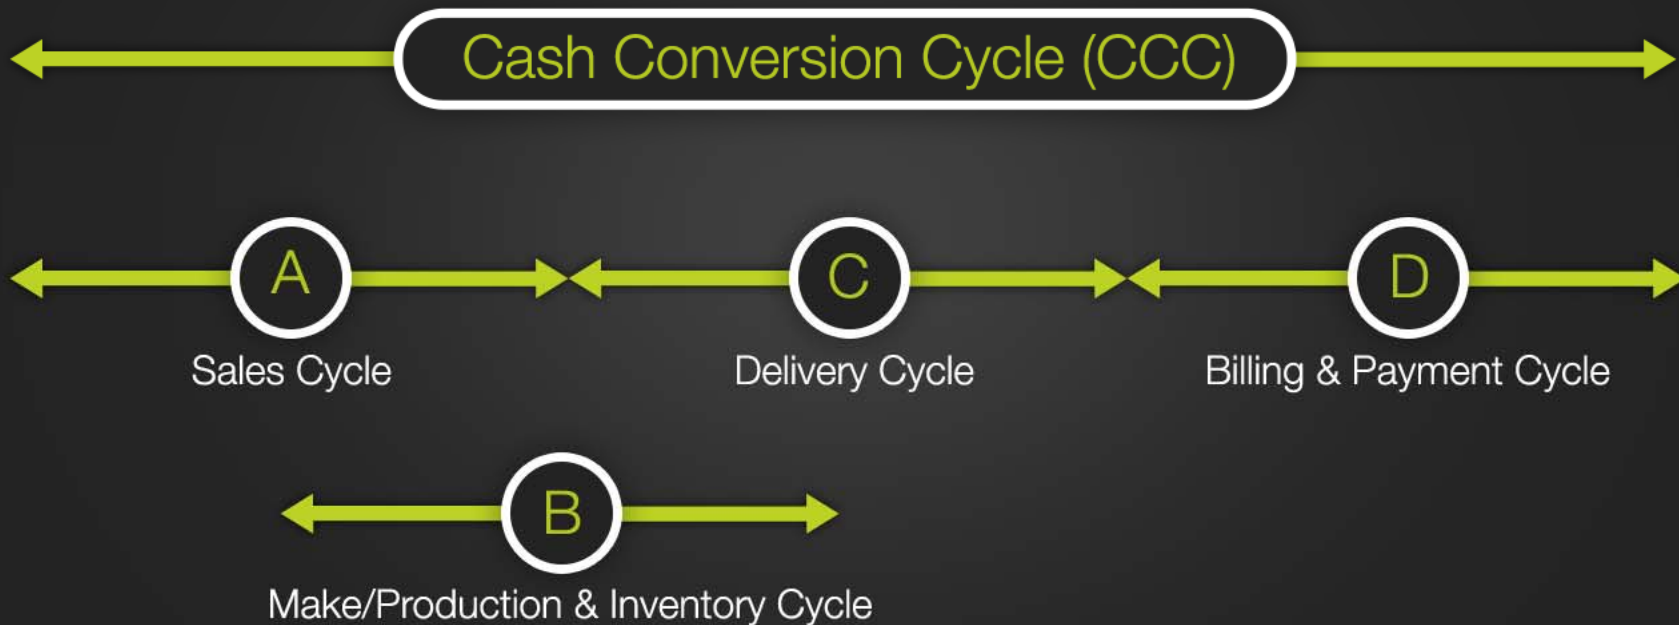 Cash Conversion Cycle (CCC)
A
Sales Cycle
C
Delivery Cycle
D
Billing & Payment Cycle
B
Make/Production & Inventory Cycle